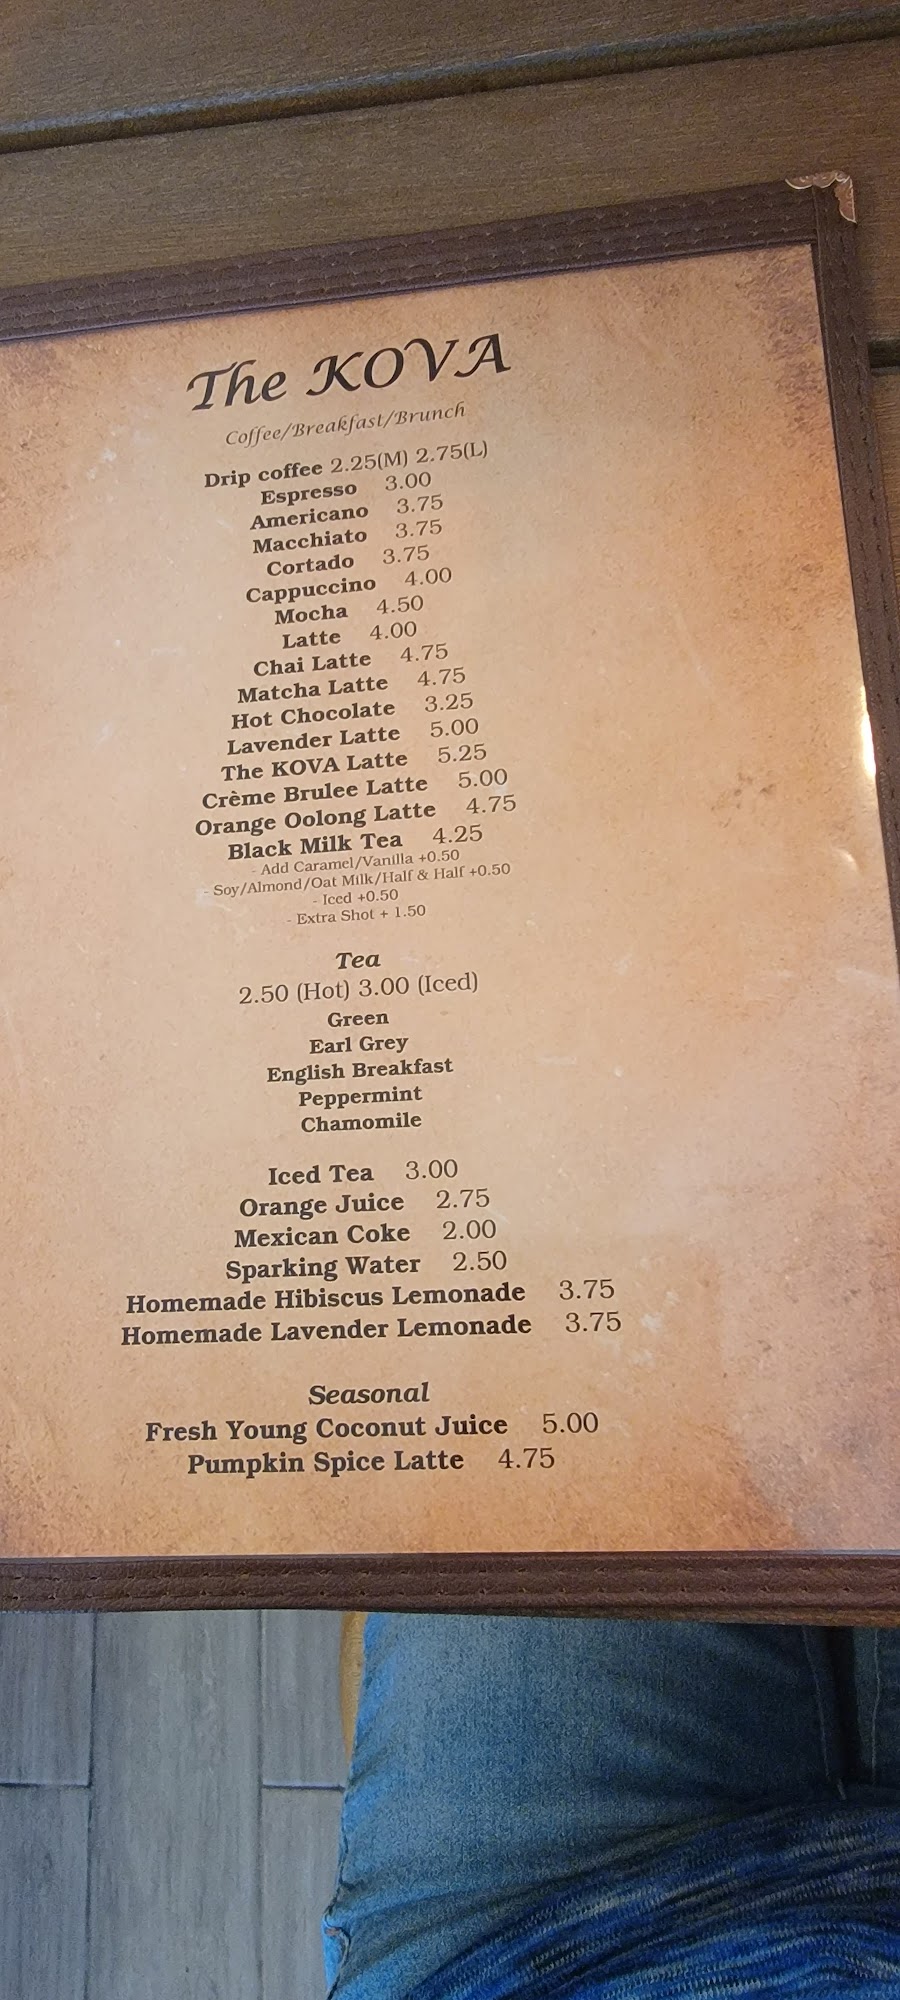 The KOVA
Coffee/Breakfast/Brunch
Drip coffee 2.25(M) 2.75(L)
Espresso 3.00
Americano 3.75
Macchiato 3.75
Cortado 3.75
Cappuccino 4.00
Mocha 4.50
Latte 4.00
Chai Latte 4.75
Matcha Latte 4.75
Hot Chocolate 3.25
Lavender Latte 5.00
The KOVA Latte 5.25
Crème Brulee Latte 5.00
Orange Oolong Latte 4.75
Black Milk Tea 4.25
- Add Caramel/Vanilla +0.50
- Soy/Almond/Oat Milk/Half & Half +0.50
- Iced +0.50
- Extra Shot + 1.50
Tea
2.50 (Hot) 3.00 (Iced)
Green
Earl Grey
English Breakfast
Peppermint
Chamomile
Iced Tea 3.00
Orange Juice 2.75
Mexican Coke 2.00
Sparking Water 2.50
Homemade Hibiscus Lemonade 3.75
Homemade Lavender Lemonade 3.75
Seasonal
Fresh Young Coconut Juice 5.00
Pumpkin Spice Latte 4.75